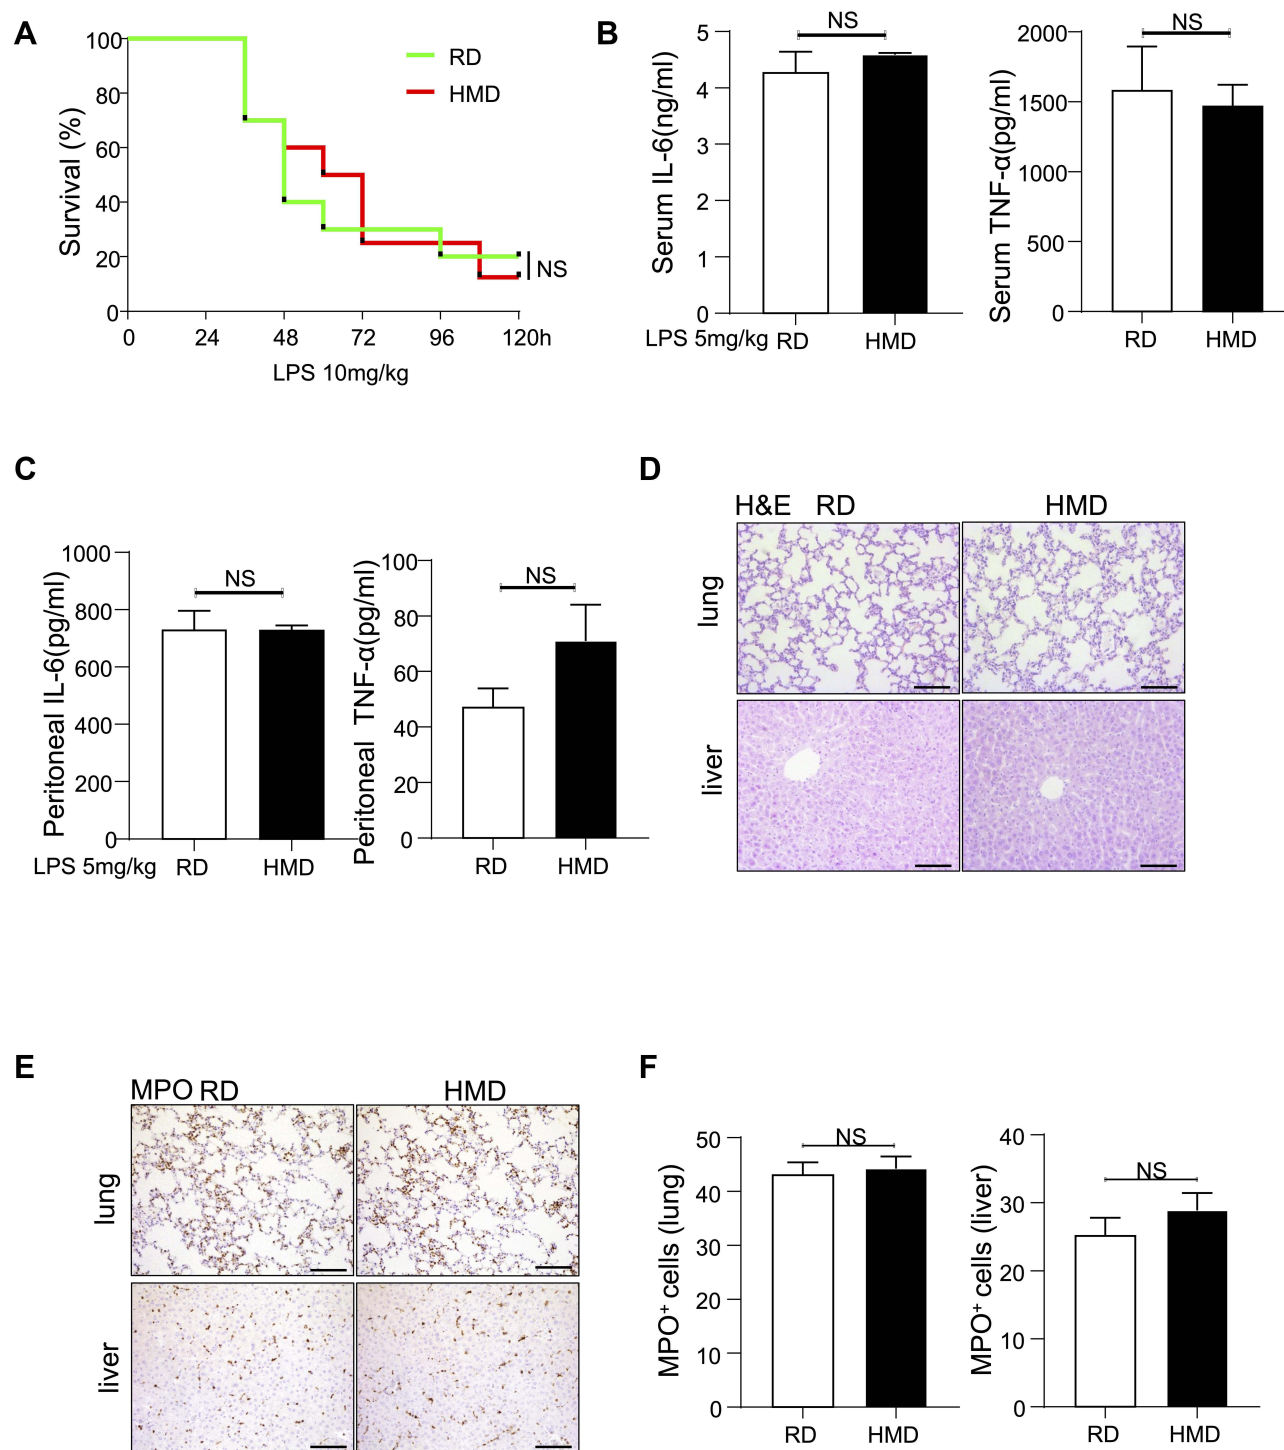 A
100
80
60
40
20
0
Survival (%)
RD
HMD
NS
0 24 48 72 96 120h
LPS 10mg/kg
B
5
4
3
2
1
0
Serum IL-6(ng/ml)
NS
LPS 5mg/kg RD HMD
2000
1500
1000
500
0
Serum TNF-α(pg/ml)
NS
RD HMD
C
1000
800
600
400
200
0
Peritoneal IL-6(pg/ml)
NS
LPS 5mg/kg RD HMD
100
80
60
40
20
0
Peritoneal TNF-α(pg/ml)
NS
RD HMD
D
H&E RD HMD
lung
liver
E
MPO RD HMD
lung
liver
F
50
40
30
20
10
0
MPO⁺ cells (lung)
NS
RD HMD
40
30
20
10
0
MPO⁺ cells (liver)
NS
RD HMD